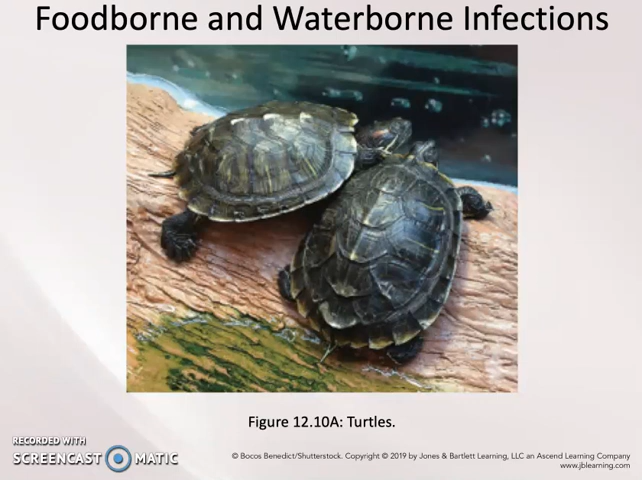 Foodborne and Waterborne Infections
Figure 12.10A: Turtles.
RECORDED WITH
SCREENCAST MATIC
© Bocos Benedict/Shutterstock. Copyright © 2019 by Jones & Bartlett Learning, LLC an Ascend Learning Company
www.jblearning.com